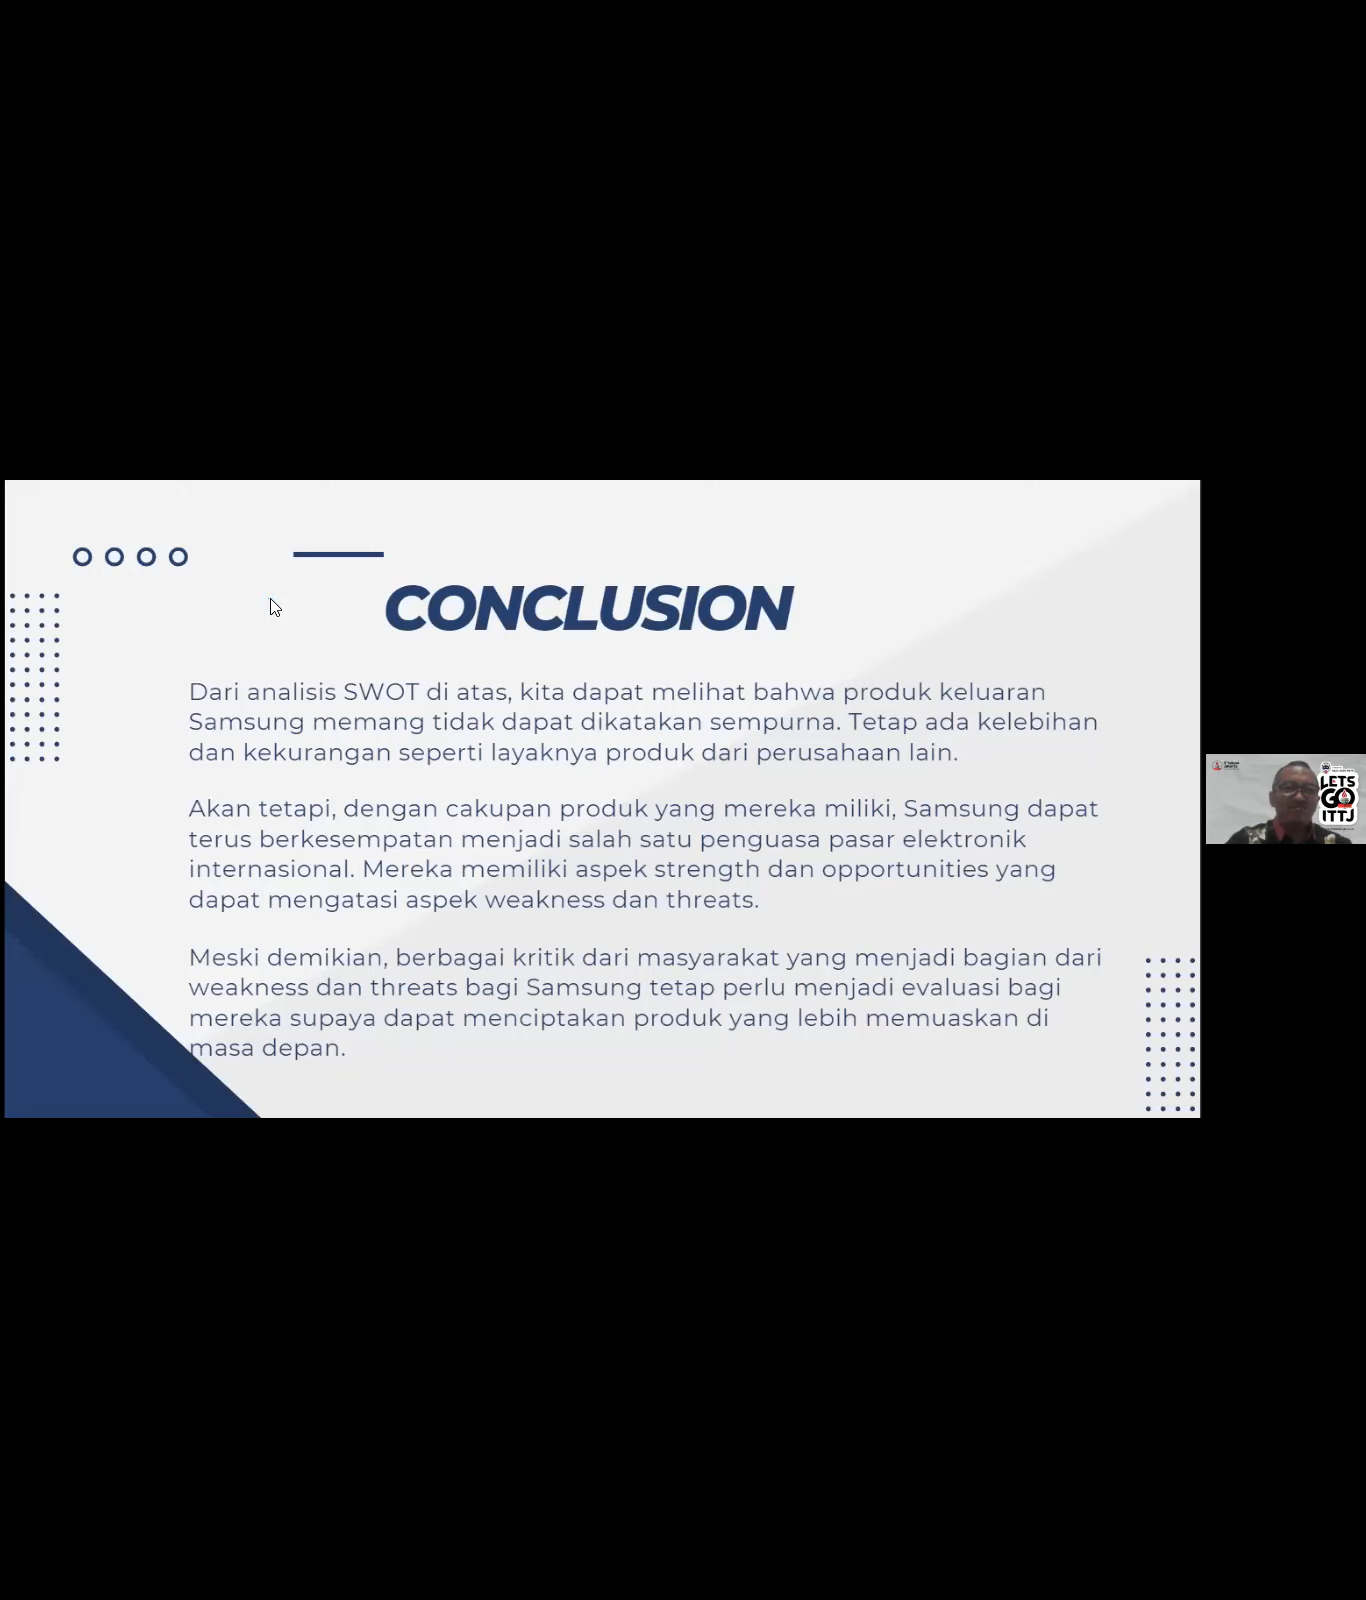 CONCLUSION
Dari analisis SWOT di atas, kita dapat melihat bahwa produk keluaran
Samsung memang tidak dapat dikatakan sempurna. Tetap ada kelebihan
dan kekurangan seperti layaknya produk dari perusahaan lain.
Akan tetapi, dengan cakupan produk yang mereka miliki, Samsung dapat
terus berkesempatan menjadi salah satu penguasa pasar elektronik
internasional. Mereka memiliki aspek strength dan opportunities yang
dapat mengatasi aspek weakness dan threats.
Meski demikian, berbagai kritik dari masyarakat yang menjadi bagian dari
weakness dan threats bagi Samsung tetap perlu menjadi evaluasi bagi
mereka supaya dapat menciptakan produk yang lebih memuaskan di
masa depan.
LETS
GO
ITTJ